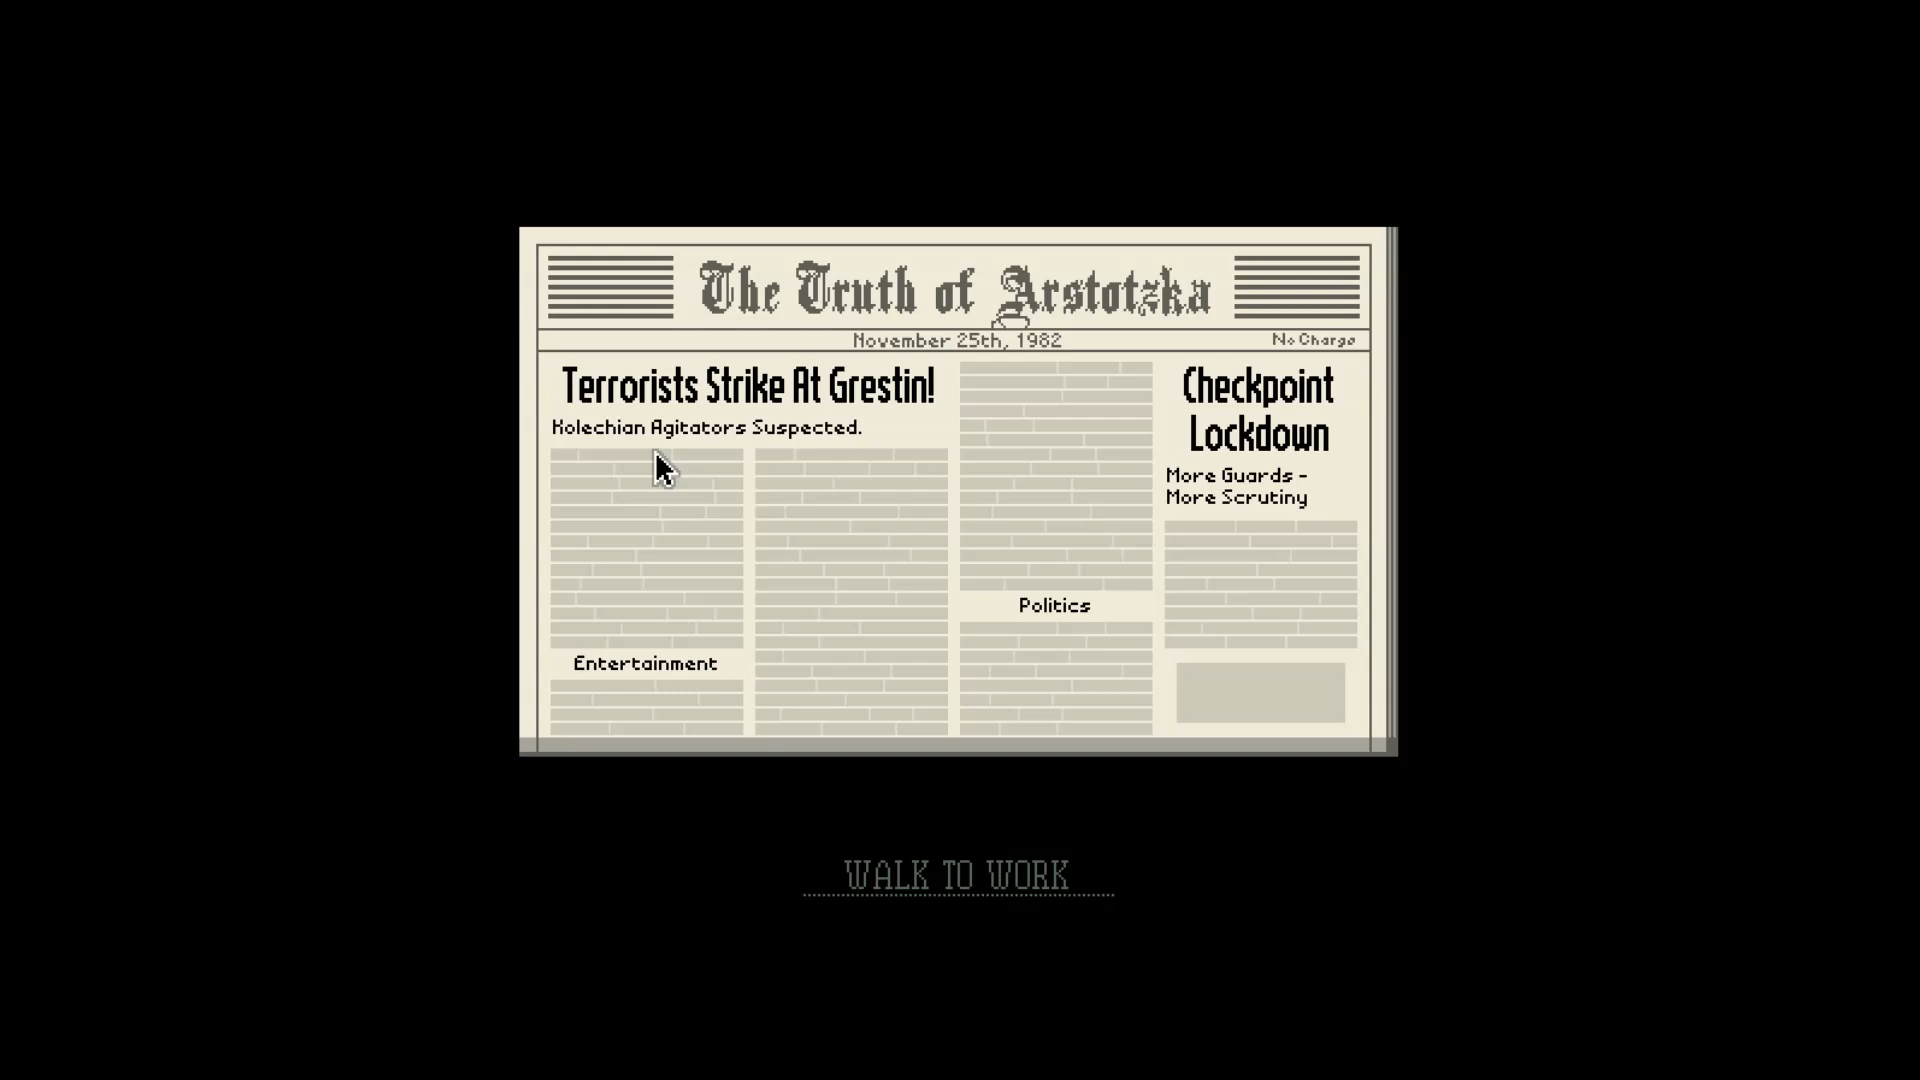 The Truth of Arstotzka
November 25th, 1982
No Charge
Terrorists Strike At Grestin!
Kolechian Agitators Suspected.
Entertainment
Politics
Checkpoint
Lockdown
More Guards -
More Scrutiny
WALK TO WORK